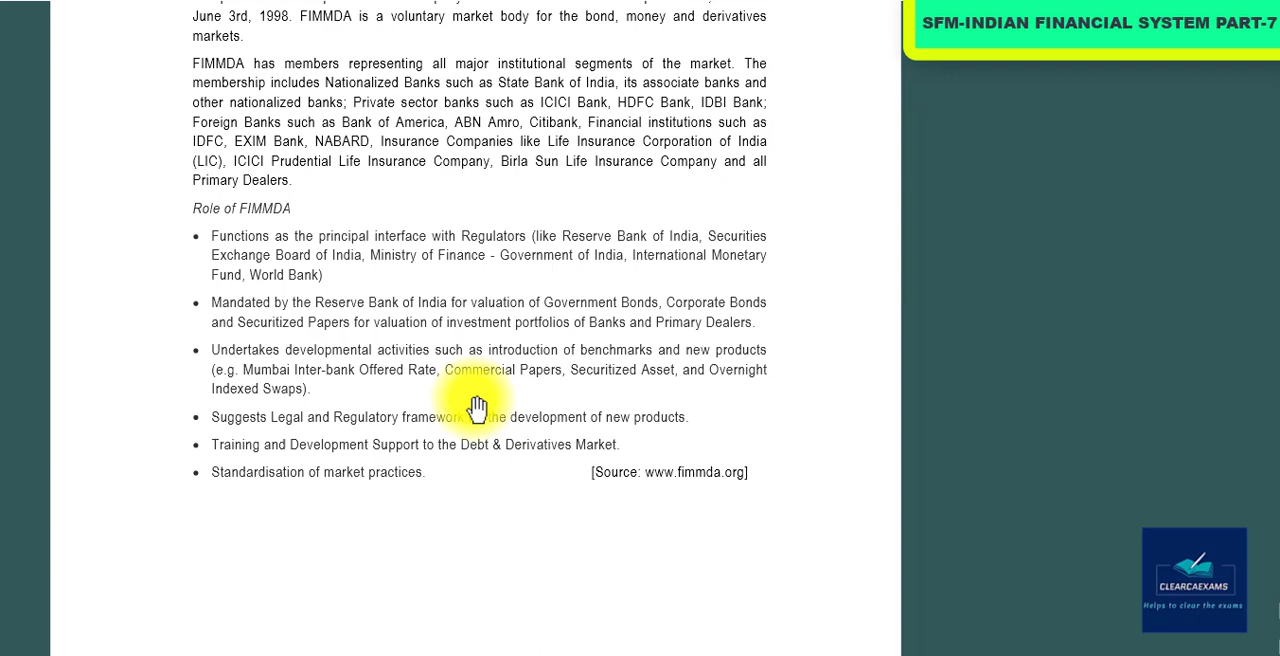 June 3rd, 1998. FIMMDA is a voluntary market body for the bond, money and derivatives
markets.
FIMMDA has members representing all major institutional segments of the market. The
membership includes Nationalized Banks such as State Bank of India, its associate banks and
other nationalized banks; Private sector banks such as ICICI Bank, HDFC Bank, IDBI Bank;
Foreign Banks such as Bank of America, ABN Amro, Citibank, Financial institutions such as
IDFC, EXIM Bank, NABARD, Insurance Companies like Life Insurance Corporation of India
(LIC), ICICI Prudential Life Insurance Company, Birla Sun Life Insurance Company and all
Primary Dealers.
Role of FIMMDA
• Functions as the principal interface with Regulators (like Reserve Bank of India, Securities
Exchange Board of India, Ministry of Finance - Government of India, International Monetary
Fund, World Bank)
• Mandated by the Reserve Bank of India for valuation of Government Bonds, Corporate Bonds
and Securitized Papers for valuation of investment portfolios of Banks and Primary Dealers.
• Undertakes developmental activities such as introduction of benchmarks and new products
(e.g. Mumbai Inter-bank Offered Rate, Commercial Papers, Securitized Asset, and Overnight
Indexed Swaps).
• Suggests Legal and Regulatory framework the development of new products.
• Training and Development Support to the Debt & Derivatives Market.
• Standardisation of market practices. [Source: www.fimmda.org]
SFM-INDIAN FINANCIAL SYSTEM PART-7
CLEARCAEXAMS
Helps to clear the exams